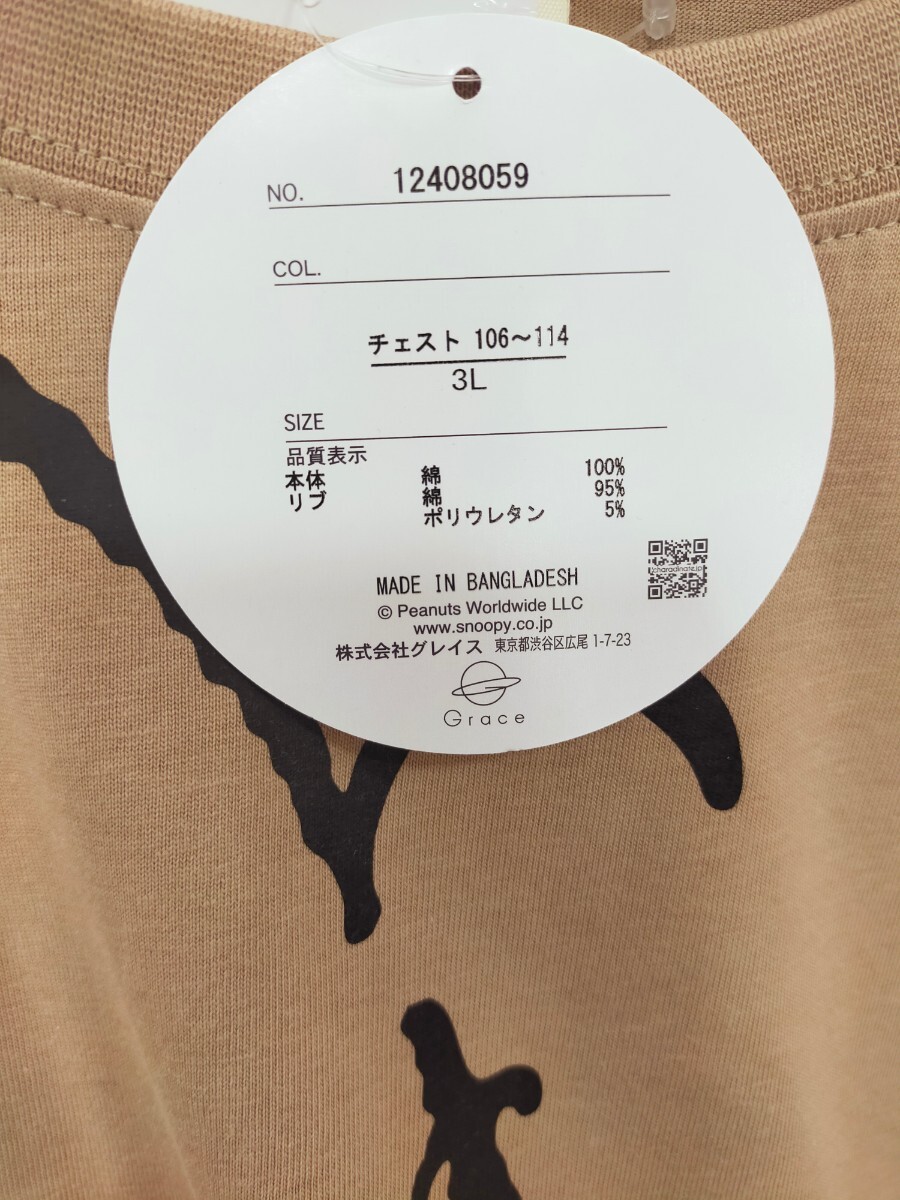 NO. 12408059
COL.
チェスト 106～114
3L
SIZE
品質表示
本体 綿 100%
リブ 綿 95%
ポリウレタン 5%
MADE IN BANGLADESH
© Peanuts Worldwide LLC
www.snoopy.co.jp
株式会社グレイス 東京都渋谷区広尾 1-7-23
Grace